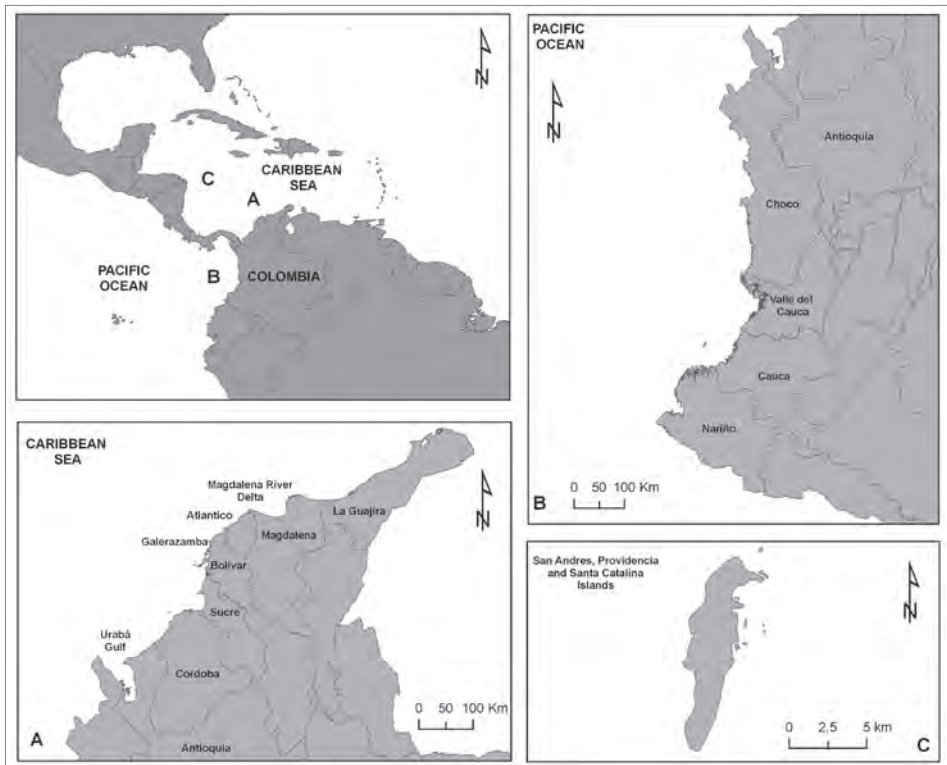 N
CARIBBEAN
SEA
C
A
PACIFIC
OCEAN
B
COLOMBIA
CARIBBEAN
SEA
Magdalena River
Delta
N
Atlantico
La Guajira
Galerazamba
Magdalena
Bolivar
Sucre
Urabá
Gulf
Cordoba
0 50 100 Km
A
Antioquia
PACIFIC
OCEAN
N
Antioquia
Choco
Valle del
Cauca
Cauca
Nariño
0 50 100 Km
B
San Andres, Providencia
and Santa Catalina
Islands
N
0 2,5 5 km
C